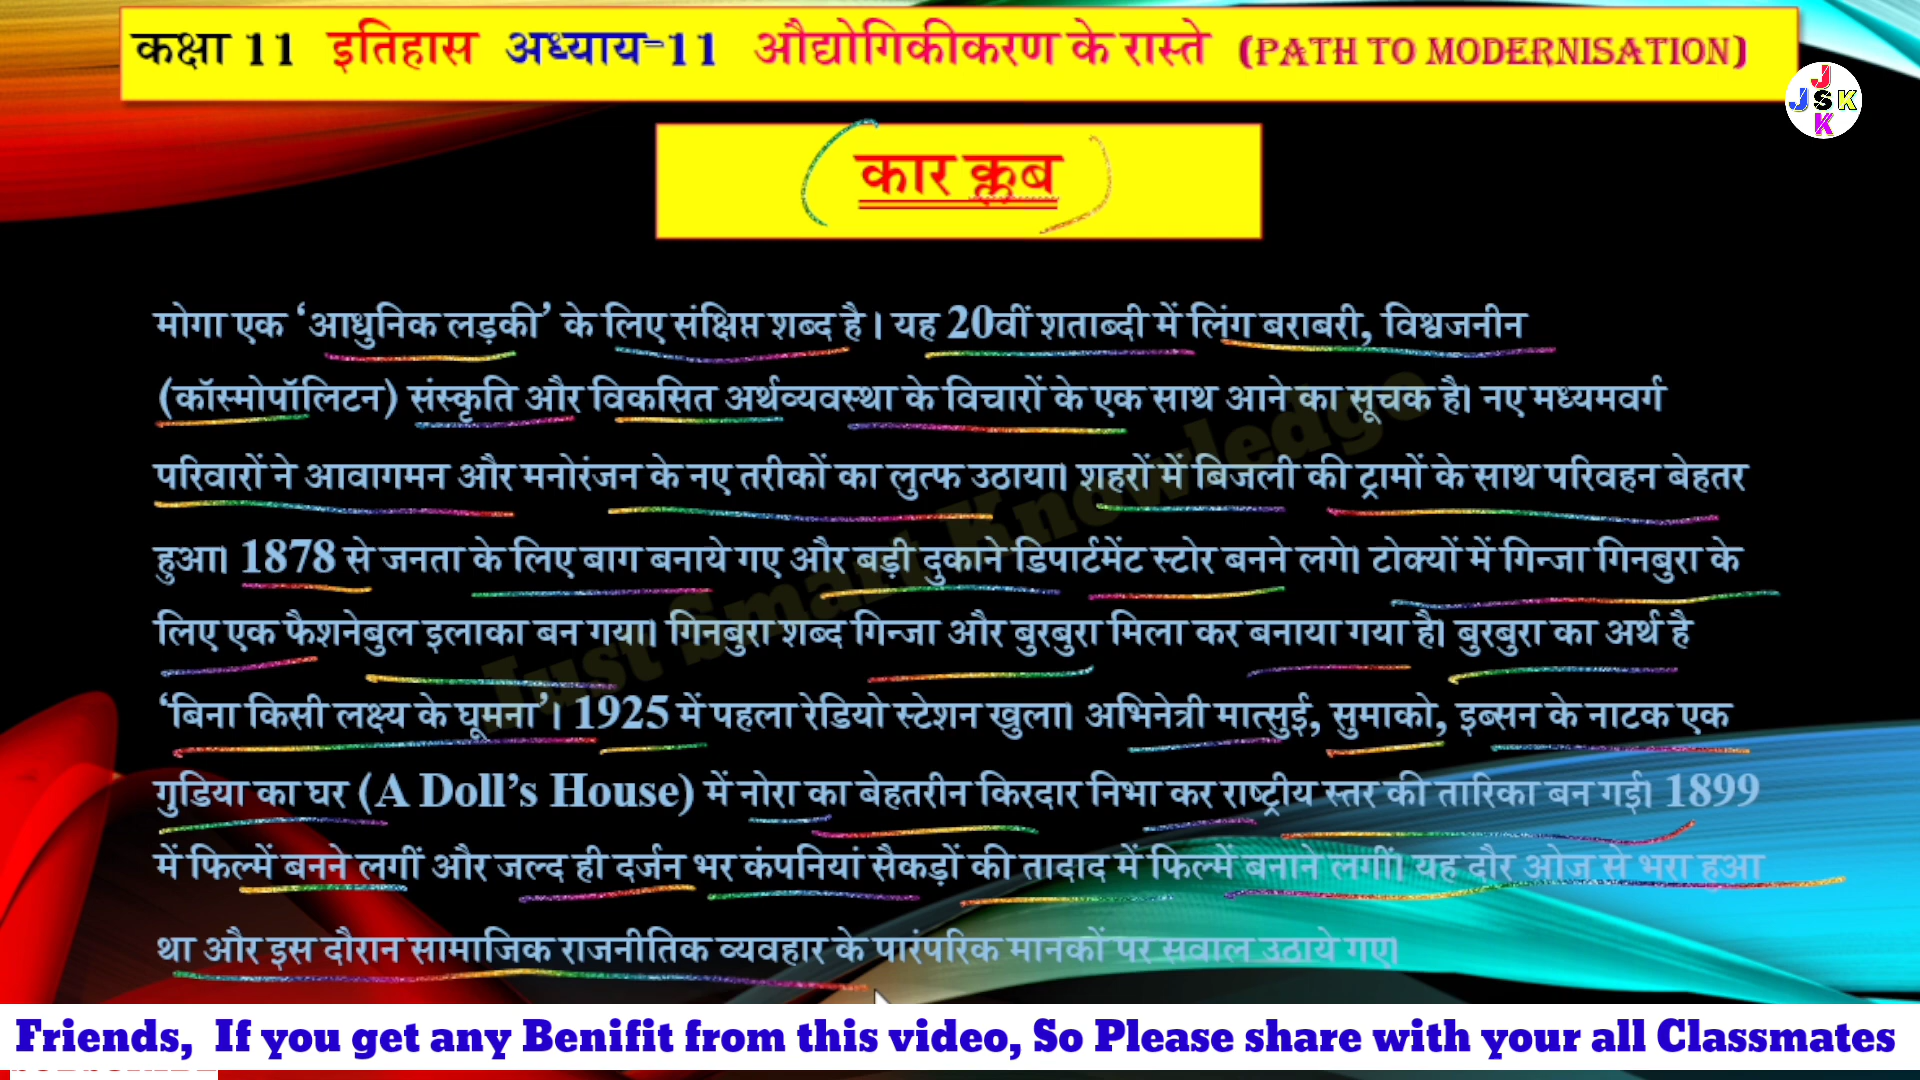 कक्षा 11 इतिहास अध्याय-11 औद्योगिकीकरण के रास्ते (PATH TO MODERNISATION)
J
J S K
K
कार क्लब
मोगा एक ‘आधुनिक लड़की’ के लिए संक्षिप्त शब्द है । यह 20वीं शताब्दी में लिंग बराबरी, विश्वजनीन
(कॉस्मोपॉलिटन) संस्कृति और विकसित अर्थव्यवस्था के विचारों के एक साथ आने का सूचक है। नए मध्यमवर्ग
परिवारों ने आवागमन और मनोरंजन के नए तरीकों का लुत्फ उठाया। शहरों में बिजली की ट्रामों के साथ परिवहन बेहतर
हुआ। 1878 से जनता के लिए बाग बनाये गए और बड़ी दुकाने डिपार्टमेंट स्टोर बनने लगे। टोक्यों में गिन्जा गिनबुरा के
लिए एक फैशनेबुल इलाका बन गया। गिनबुरा शब्द गिन्जा और बुरबुरा मिला कर बनाया गया है। बुरबुरा का अर्थ है
‘बिना किसी लक्ष्य के घूमना’। 1925 में पहला रेडियो स्टेशन खुला। अभिनेत्री मात्सुई, सुमाको, इब्सन के नाटक एक
गुडिया का घर (A Doll’s House) में नोरा का बेहतरीन किरदार निभा कर राष्ट्रीय स्तर की तारिका बन गई। 1899
में फिल्में बनने लगीं और जल्द ही दर्जन भर कंपनियां सैकड़ों की तादाद में फिल्में बनाने लगीं। यह दौर ओज से भरा हुआ
था और इस दौरान सामाजिक राजनीतिक व्यवहार के पारंपरिक मानकों पर सवाल उठाये गए।
Just Smart Knowledge
Friends, If you get any Benifit from this video, So Please share with your all Classmates